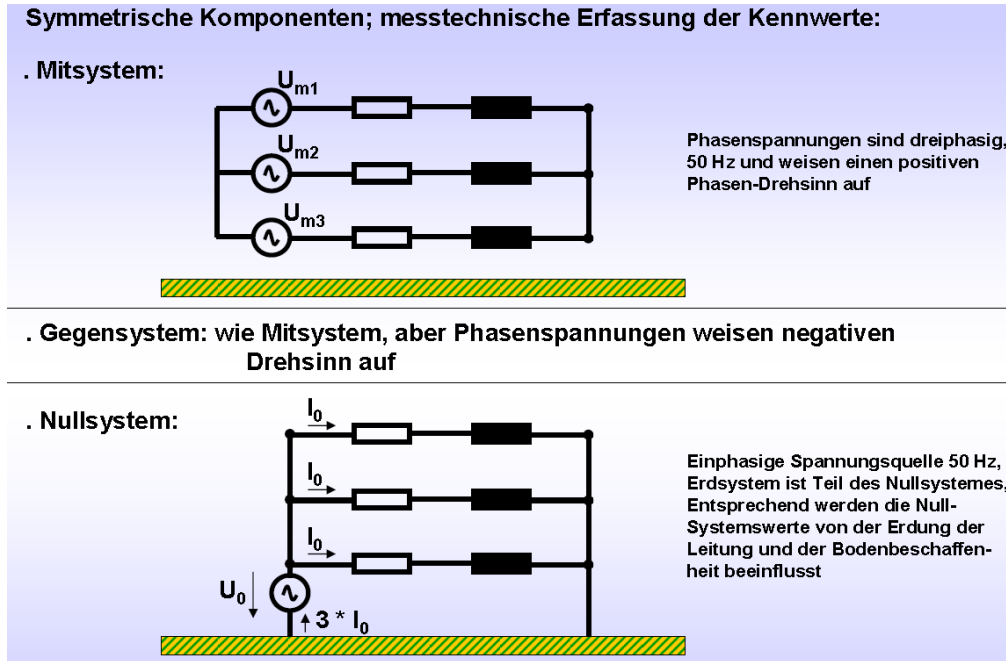 Symmetrische Komponenten; messtechnische Erfassung der Kennwerte:
. Mitsystem:
Um1
Um2
Um3
Phasenspannungen sind dreiphasig,
50 Hz und weisen einen positiven
Phasen-Drehsinn auf
. Gegensystem: wie Mitsystem, aber Phasenspannungen weisen negativen
Drehsinn auf
. Nullsystem:
I0
I0
I0
U0
3 * I0
Einphasige Spannungsquelle 50 Hz,
Erdsystem ist Teil des Nullsystemes,
Entsprechend werden die Null-
Systemswerte von der Erdung der
Leitung und der Bodenbeschaffen-
heit beeinflusst